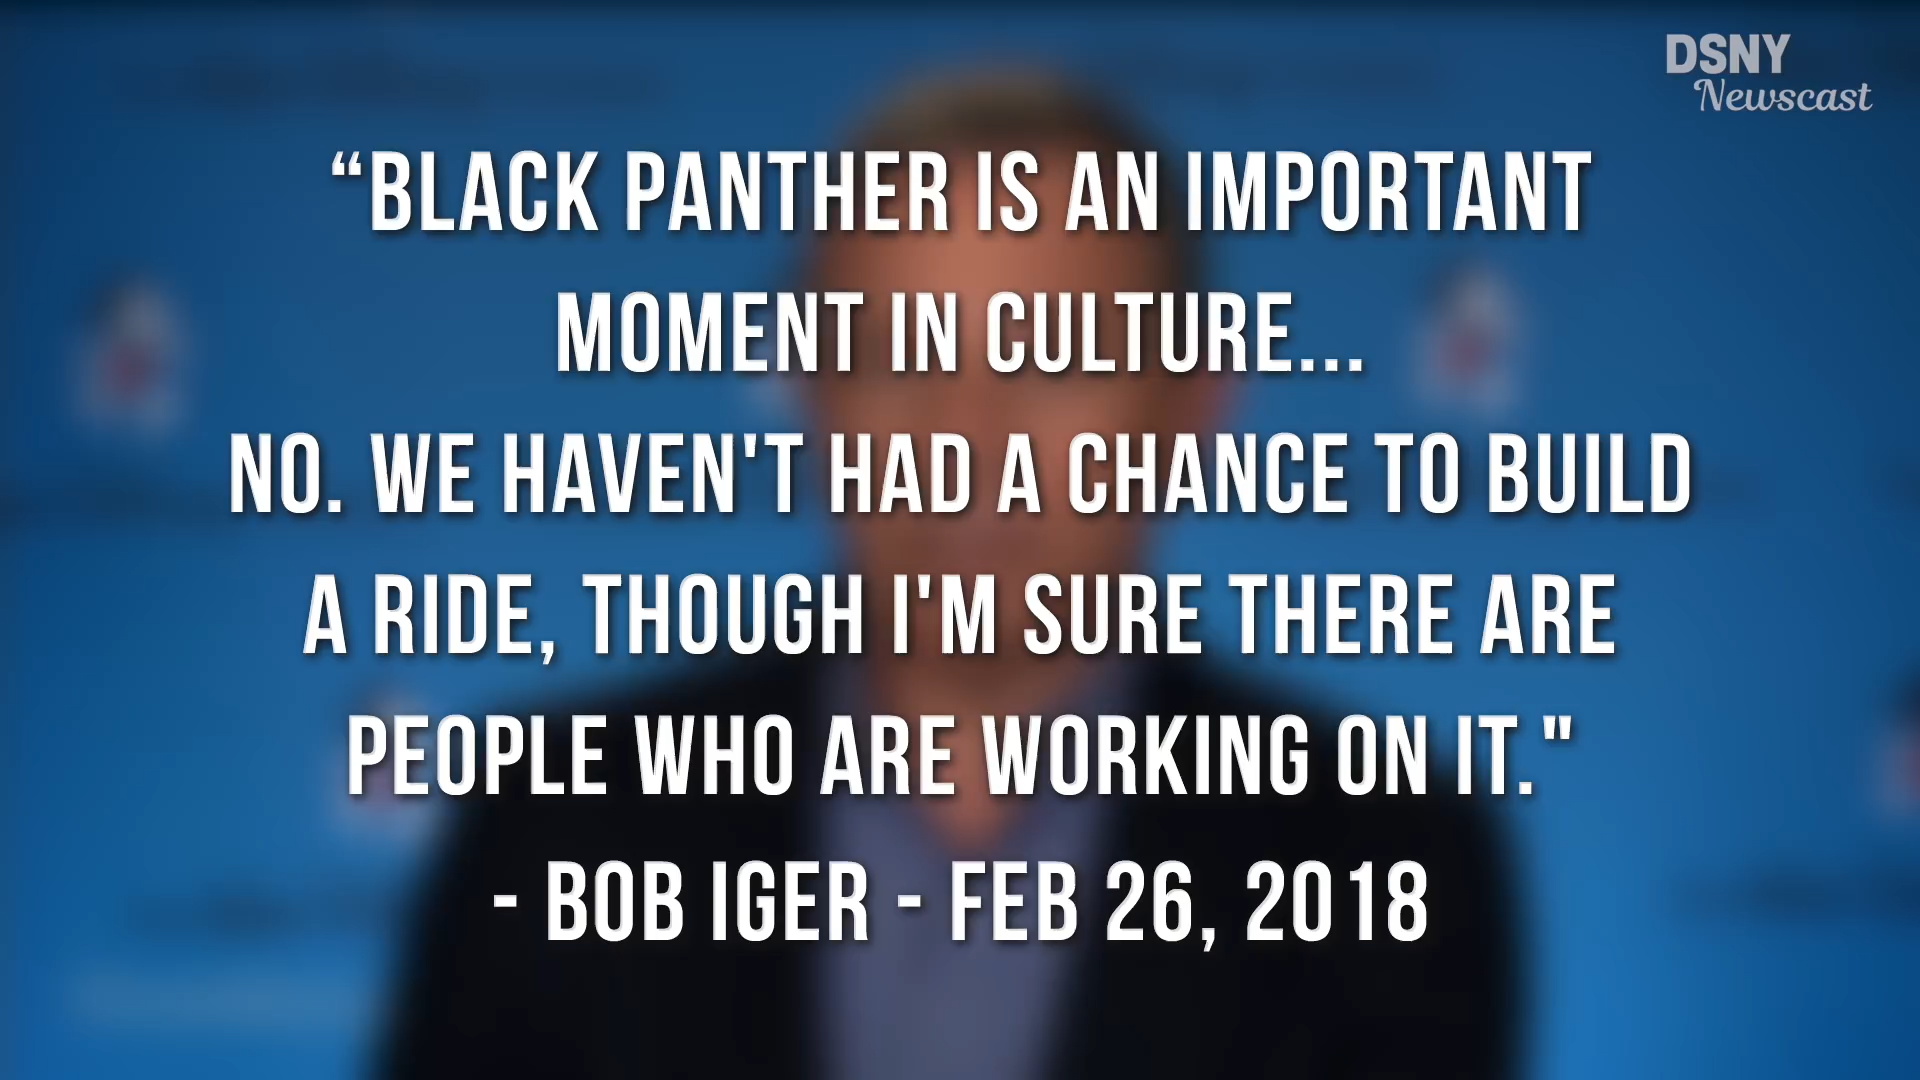 DSNY
Newscast
“BLACK PANTHER IS AN IMPORTANT
MOMENT IN CULTURE...
NO. WE HAVEN'T HAD A CHANCE TO BUILD
A RIDE, THOUGH I'M SURE THERE ARE
PEOPLE WHO ARE WORKING ON IT."
- BOB IGER - FEB 26, 2018